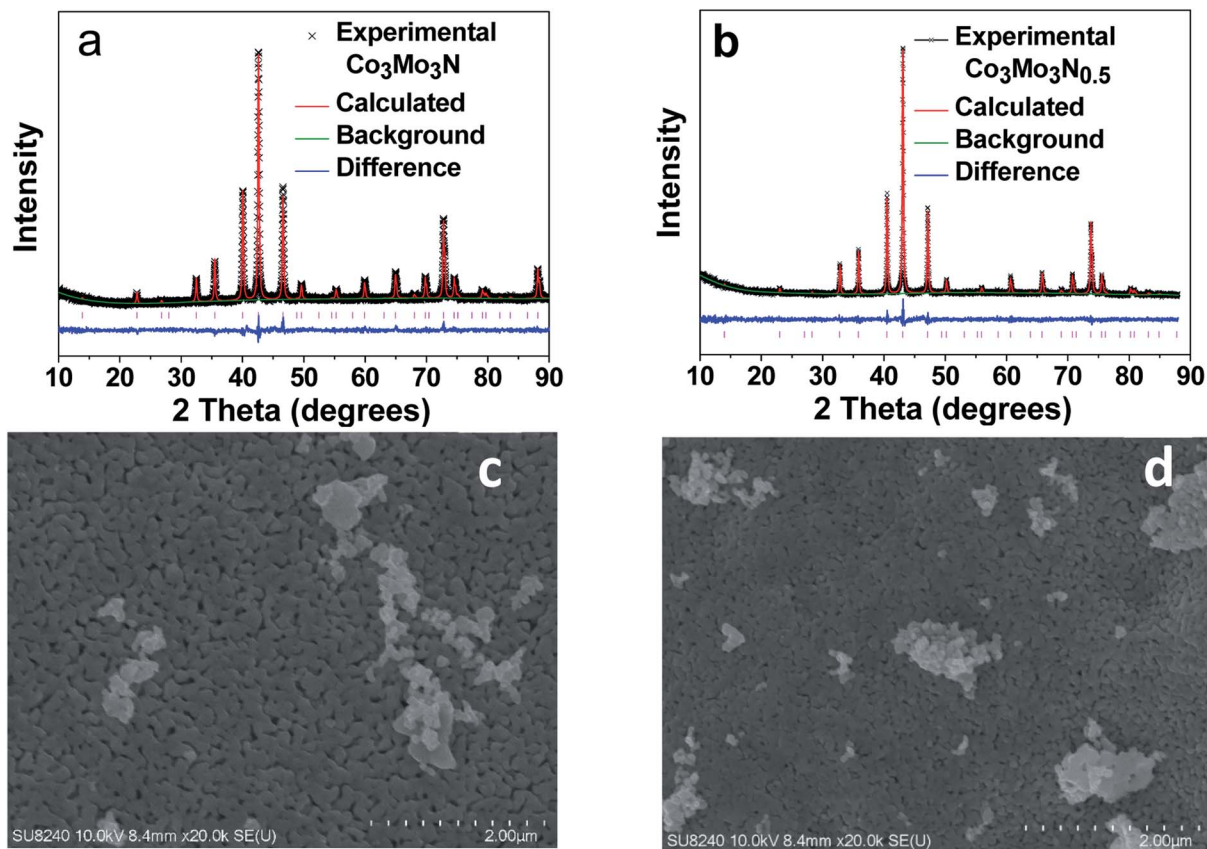 a
× Experimental
Co3Mo3N
Calculated
Background
Difference
Intensity
10 20 30 40 50 60 70 80 90
2 Theta (degrees)
b
Experimental
Co3Mo3N0.5
Calculated
Background
Difference
Intensity
10 20 30 40 50 60 70 80 90
2 Theta (degrees)
c
SU8240 10.0kV 8.4mm x20.0k SE(U)
2.00µm
d
SU8240 10.0kV 8.4mm x20.0k SE(U)
2.00µm